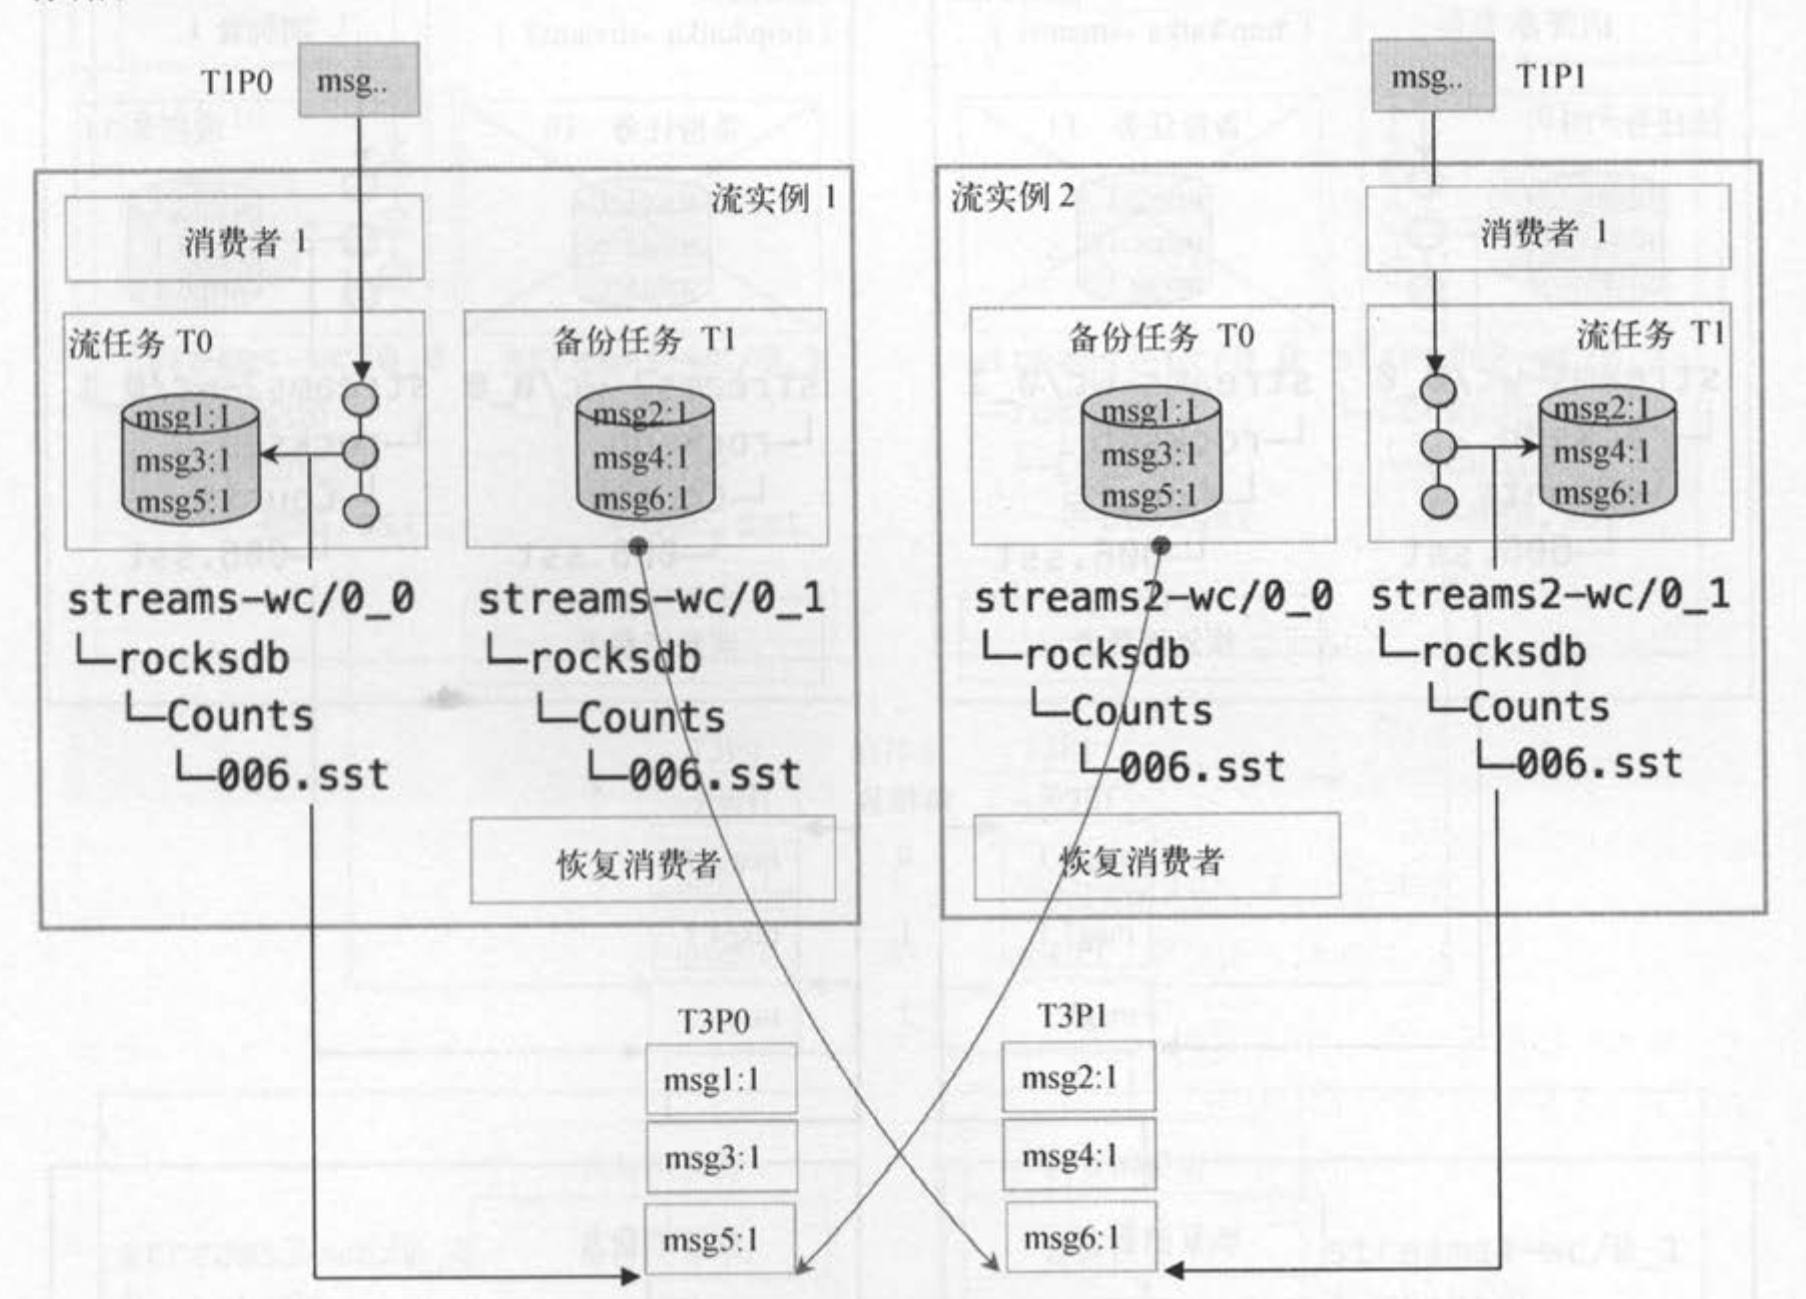 T1P0
msg..
msg..
T1P1
流实例 1
消费者 1
流任务 T0
msg1:1
msg3:1
msg5:1
备份任务 T1
msg2:1
msg4:1
msg6:1
streams-wc/0_0
└─rocksdb
└─Counts
└─006.sst
streams-wc/0_1
└─rocksdb
└─Counts
└─006.sst
恢复消费者
流实例 2
消费者 1
备份任务 T0
msg1:1
msg3:1
msg5:1
流任务 T1
msg2:1
msg4:1
msg6:1
streams2-wc/0_0
└─rocksdb
└─Counts
└─006.sst
streams2-wc/0_1
└─rocksdb
└─Counts
└─006.sst
恢复消费者
T3P0
msg1:1
msg3:1
msg5:1
T3P1
msg2:1
msg4:1
msg6:1